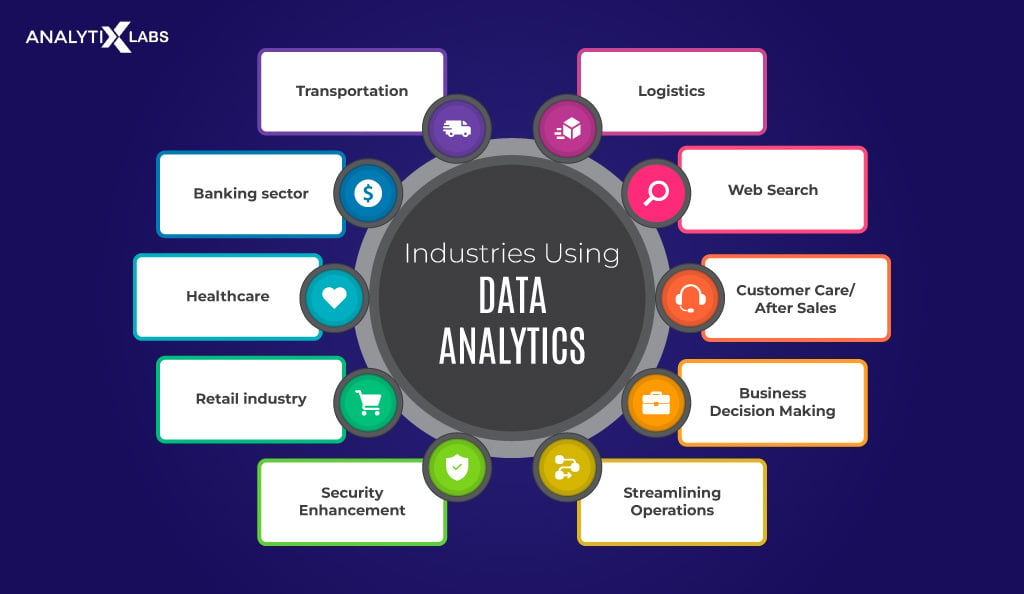 ANALYTIX LABS
Transportation
Logistics
Banking sector
Web Search
Industries Using
DATA
ANALYTICS
Healthcare
Customer Care/
After Sales
Retail industry
Business
Decision Making
Security
Enhancement
Streamlining
Operations